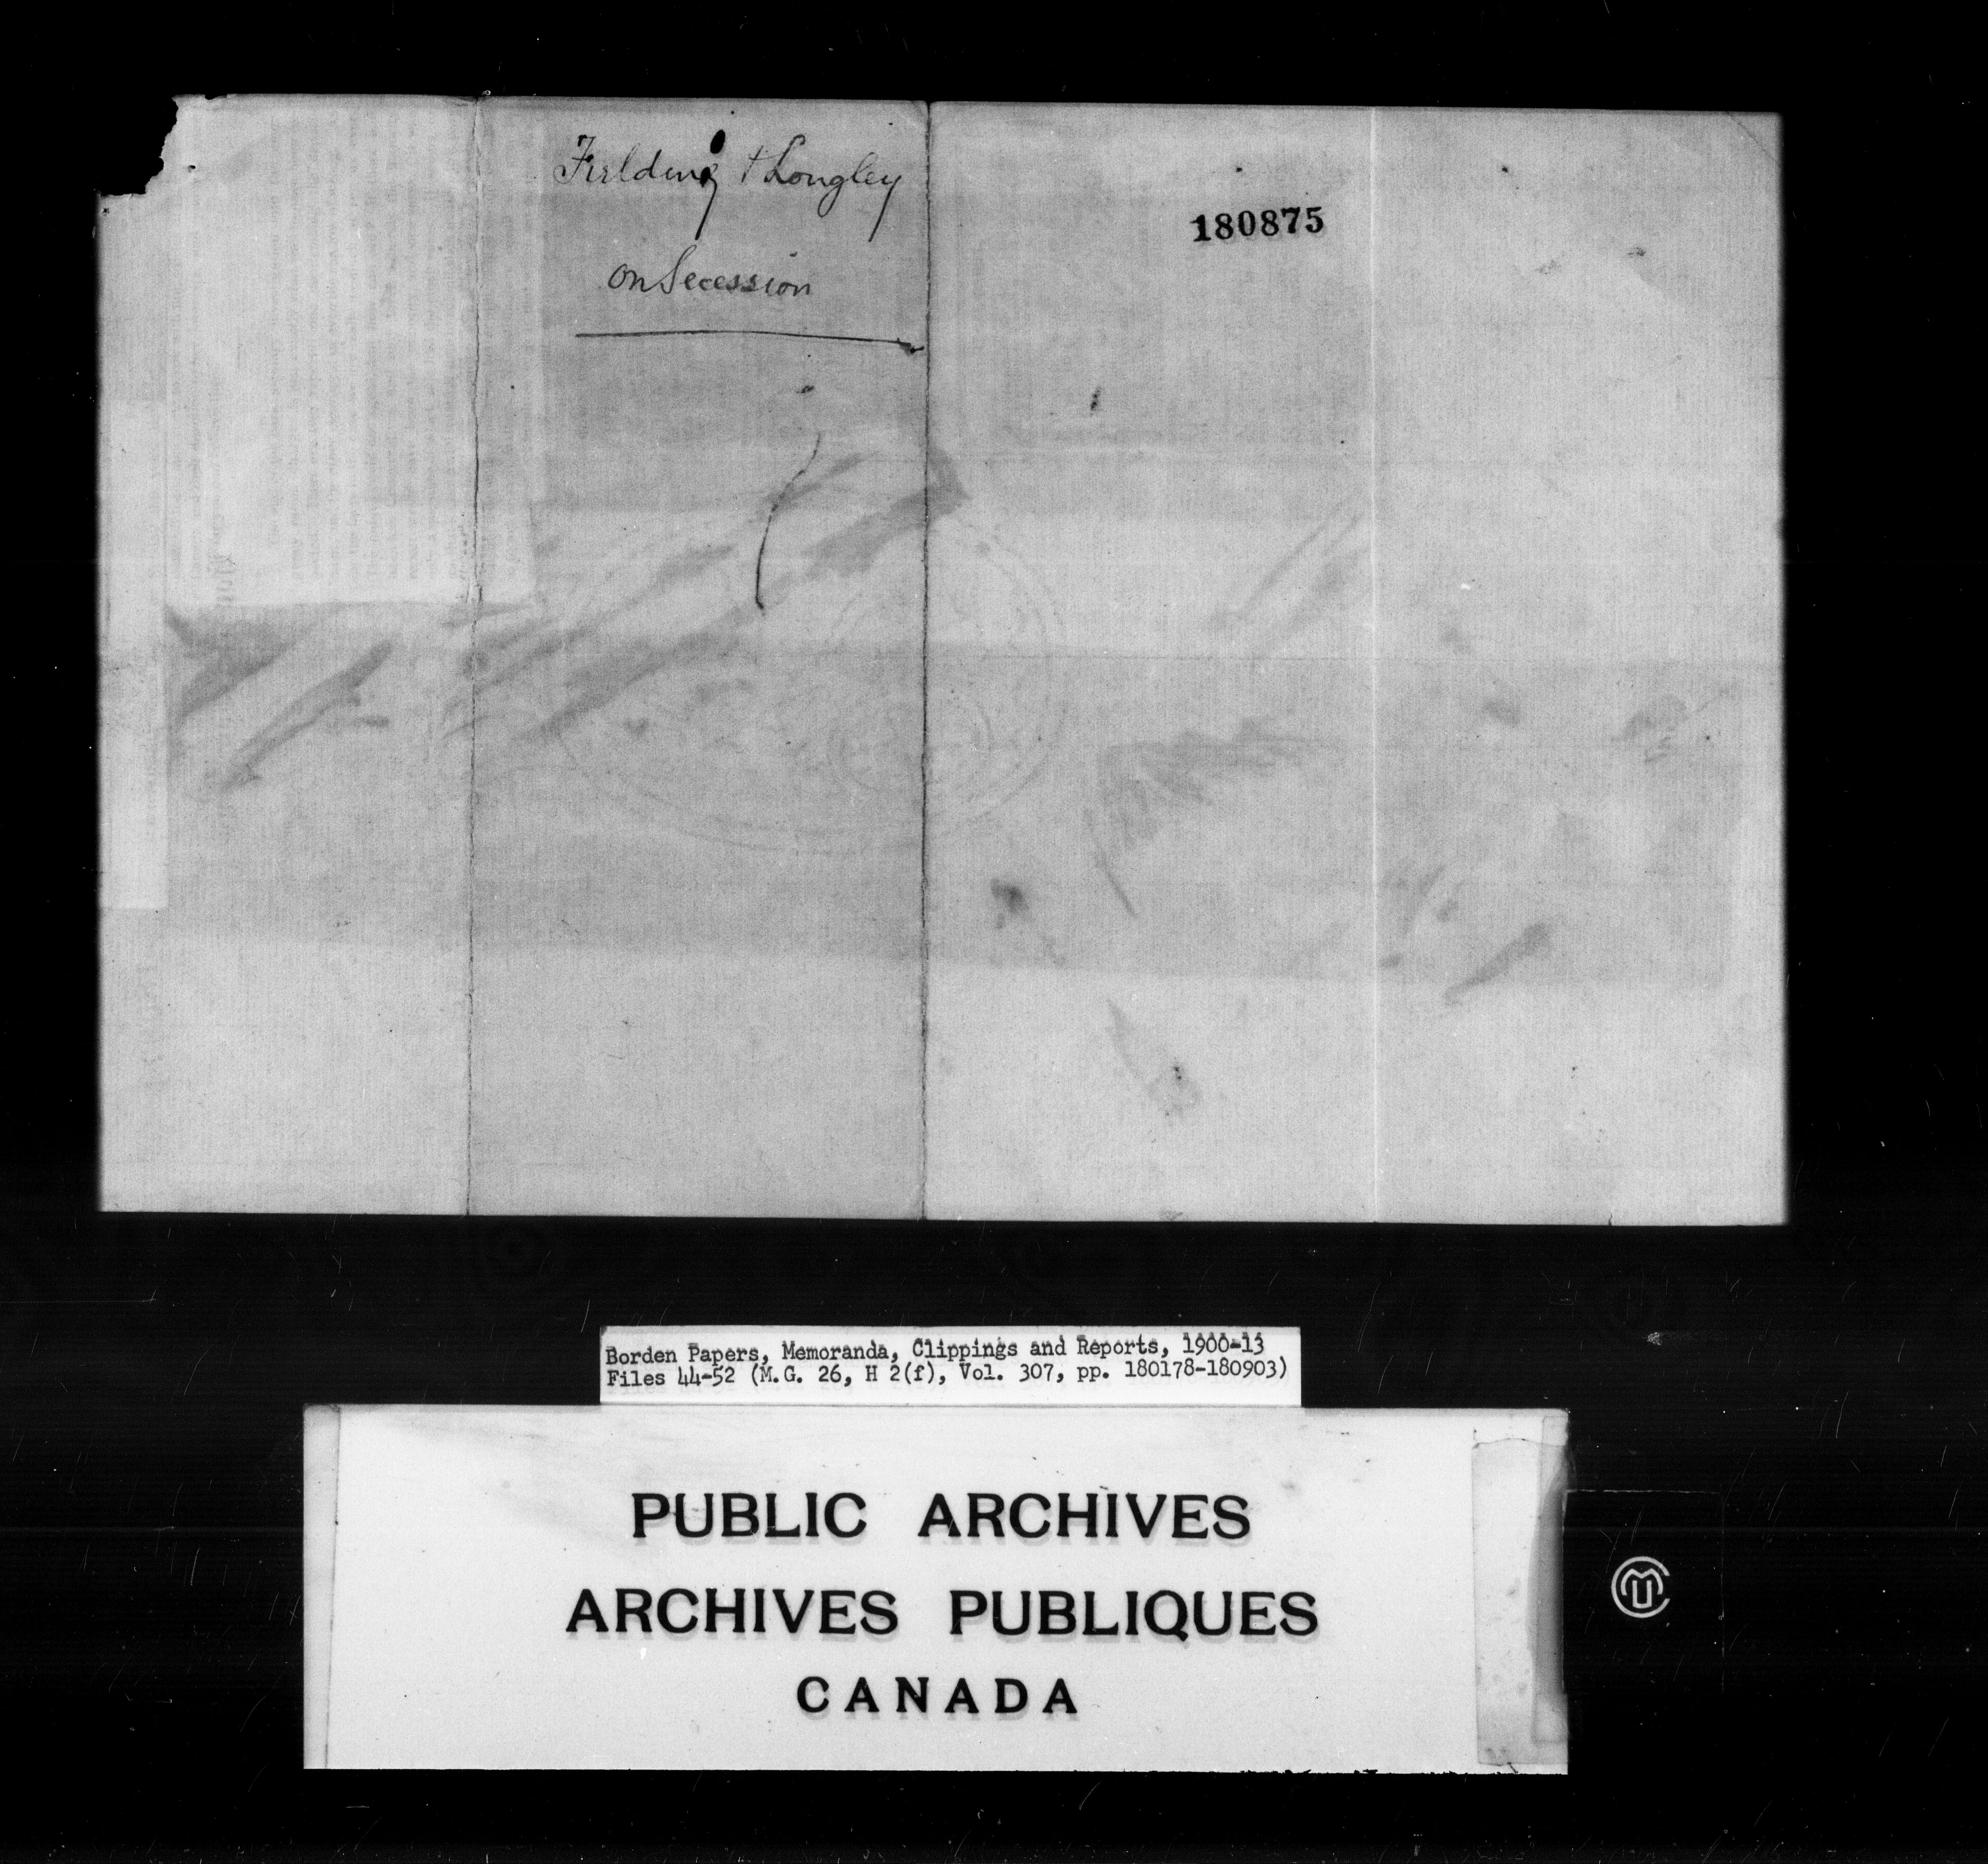 Fielding + Longley
on Secession
180875
Borden Papers, Memoranda, Clippings and Reports, 1900-13
Files 44-52 (M.G. 26, H 2(f), Vol. 307, pp. 180178-180903)
PUBLIC ARCHIVES
ARCHIVES PUBLIQUES
CANADA